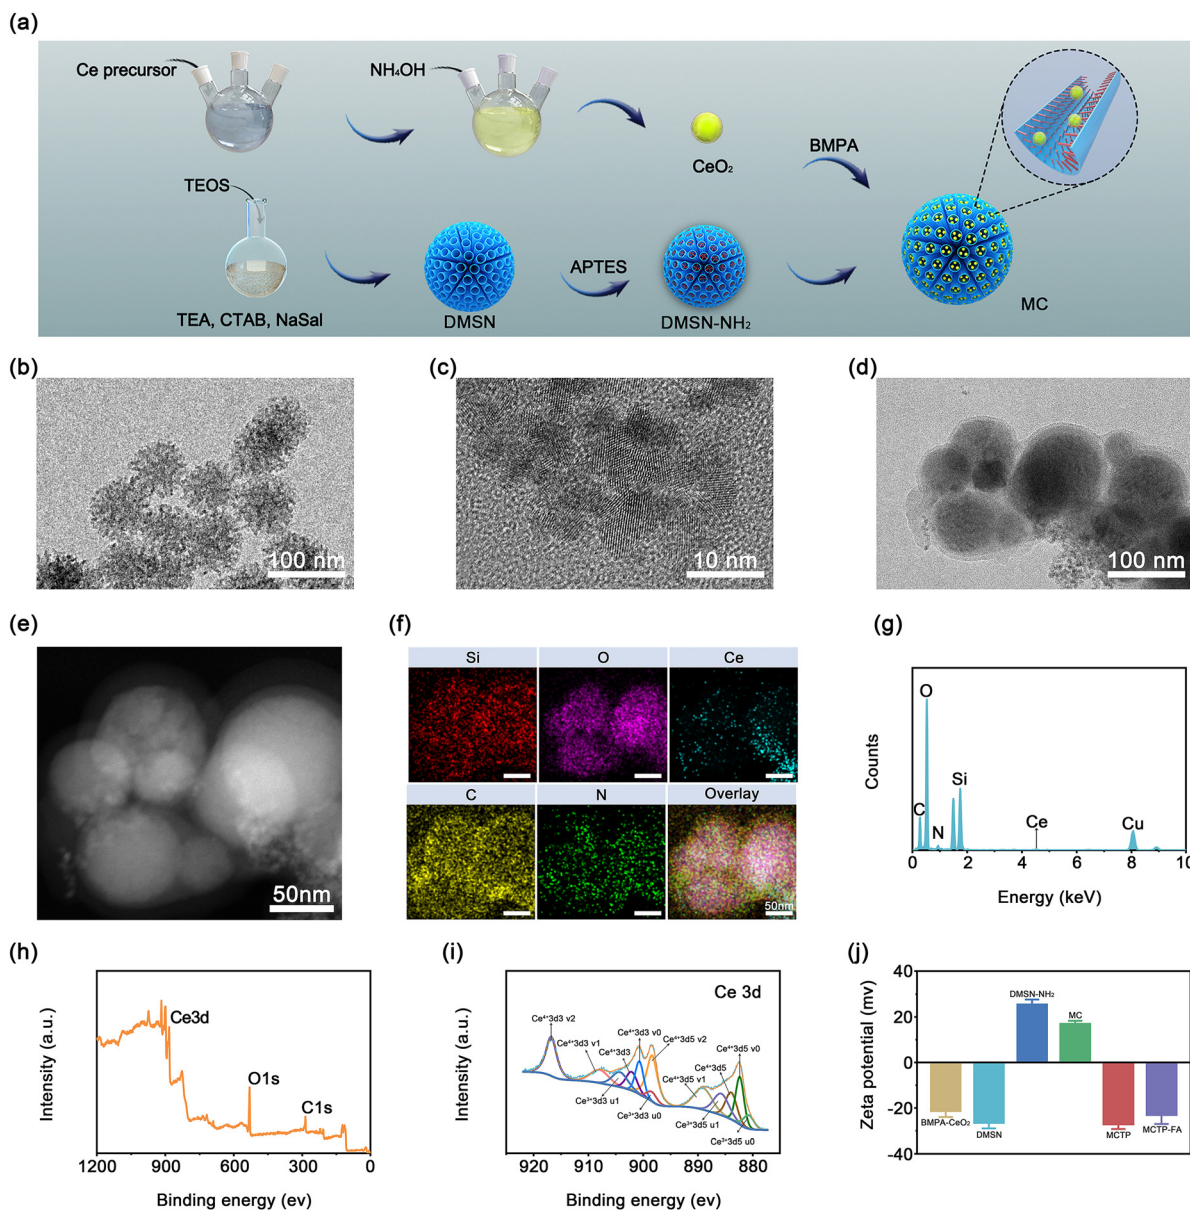 (a)
Ce precursor
NH₄OH
CeO₂
BMPA
TEOS
TEA, CTAB, NaSal
DMSN
APTES
DMSN-NH₂
MC
(b)
100 nm
(c)
10 nm
(d)
100 nm
(e)
50nm
(f)
Si
O
Ce
C
N
Overlay
50nm
(g)
Counts
O
C
N
Si
Ce
Cu
0 2 4 6 8 10
Energy (keV)
(h)
Intensity (a.u.)
Ce3d
O1s
C1s
1200 900 600 300 0
Binding energy (ev)
(i)
Intensity (a.u.)
Ce 3d
Ce⁴⁺3d3 v2
Ce⁴⁺3d3 v1
Ce⁴⁺3d3
Ce⁴⁺3d3 v0
Ce⁴⁺3d5 v2
Ce³⁺3d3 u1
Ce³⁺3d3 u0
Ce⁴⁺3d5 v1
Ce⁴⁺3d5
Ce⁴⁺3d5 v0
Ce³⁺3d5 u1
Ce³⁺3d5 u0
920 910 900 890 880
Binding energy (ev)
(j)
Zeta potential (mv)
40
20
0
-20
-40
BMPA-CeO₂
DMSN
DMSN-NH₂
MC
MCTP
MCTP-FA